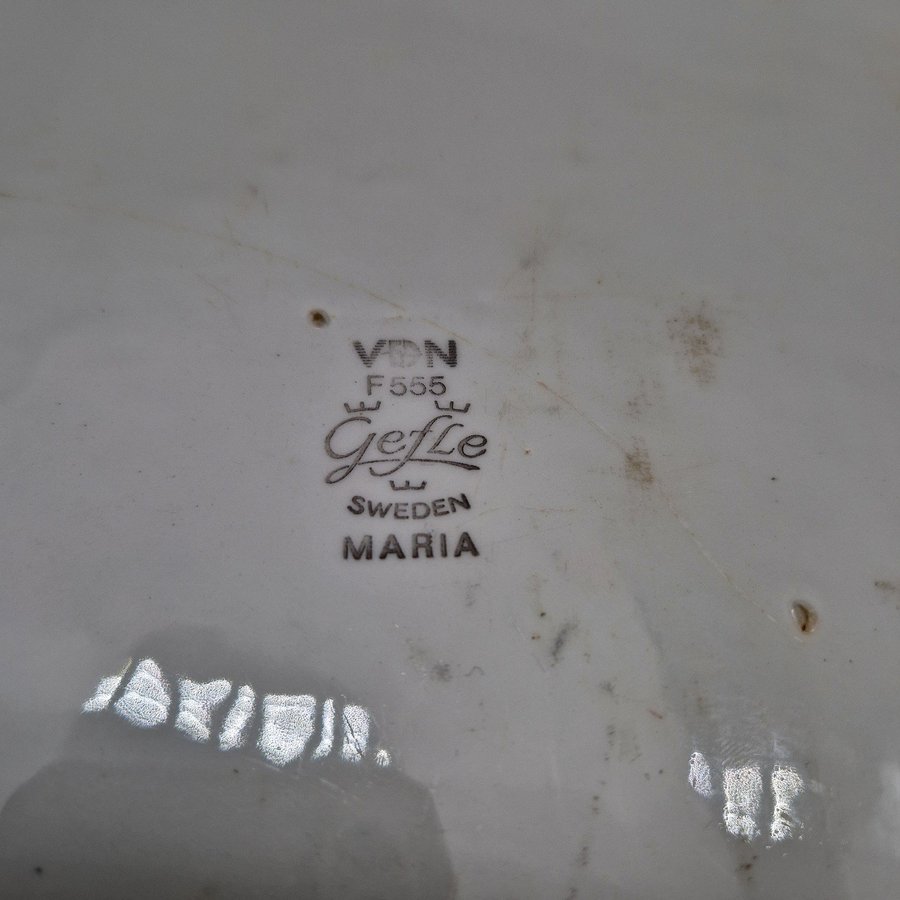 VDN
F555
Gefle
SWEDEN
MARIA